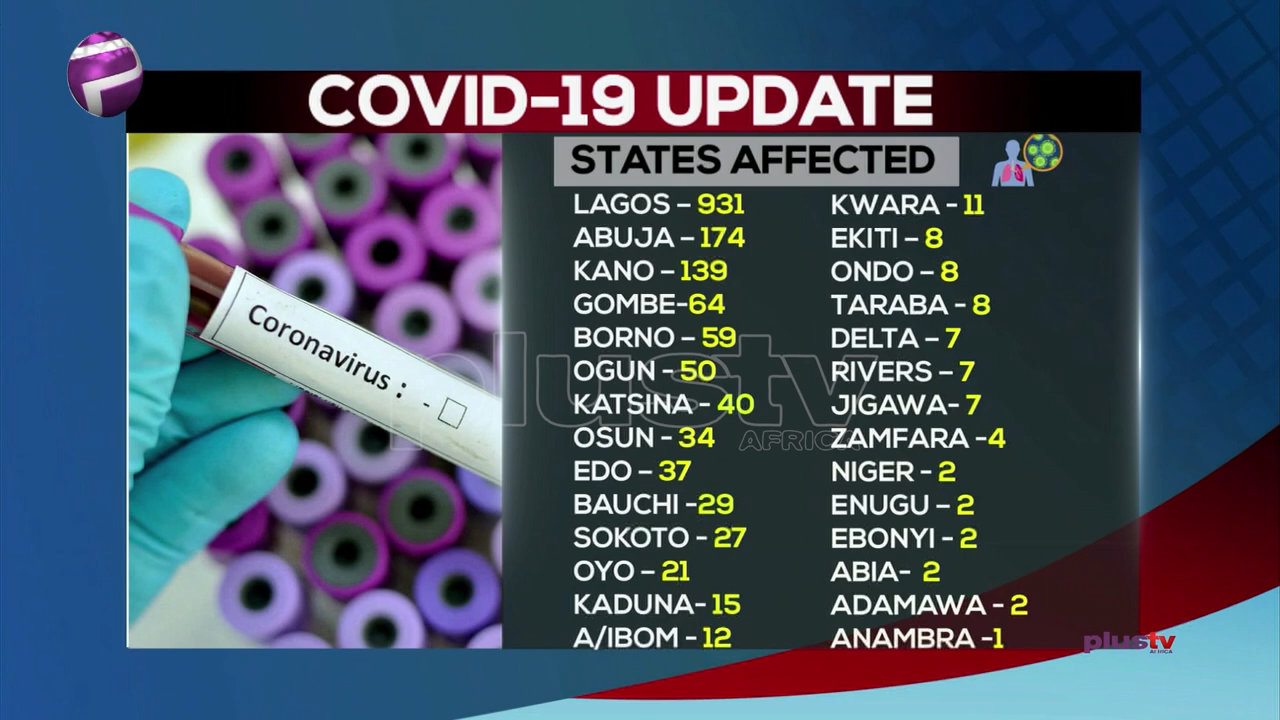 COVID-19 UPDATE
STATES AFFECTED
LAGOS – 931
ABUJA – 174
KANO – 139
GOMBE-64
BORNO – 59
OGUN – 50
KATSINA - 40
OSUN - 34
EDO – 37
BAUCHI -29
SOKOTO - 27
OYO – 21
KADUNA- 15
A/IBOM - 12
KWARA - 11
EKITI – 8
ONDO – 8
TARABA - 8
DELTA – 7
RIVERS – 7
JIGAWA- 7
ZAMFARA -4
NIGER - 2
ENUGU – 2
EBONYI - 2
ABIA- 2
ADAMAWA - 2
ANAMBRA -1
Coronavirus :
- □
plustv
AFRICA
plustv
AFRICA